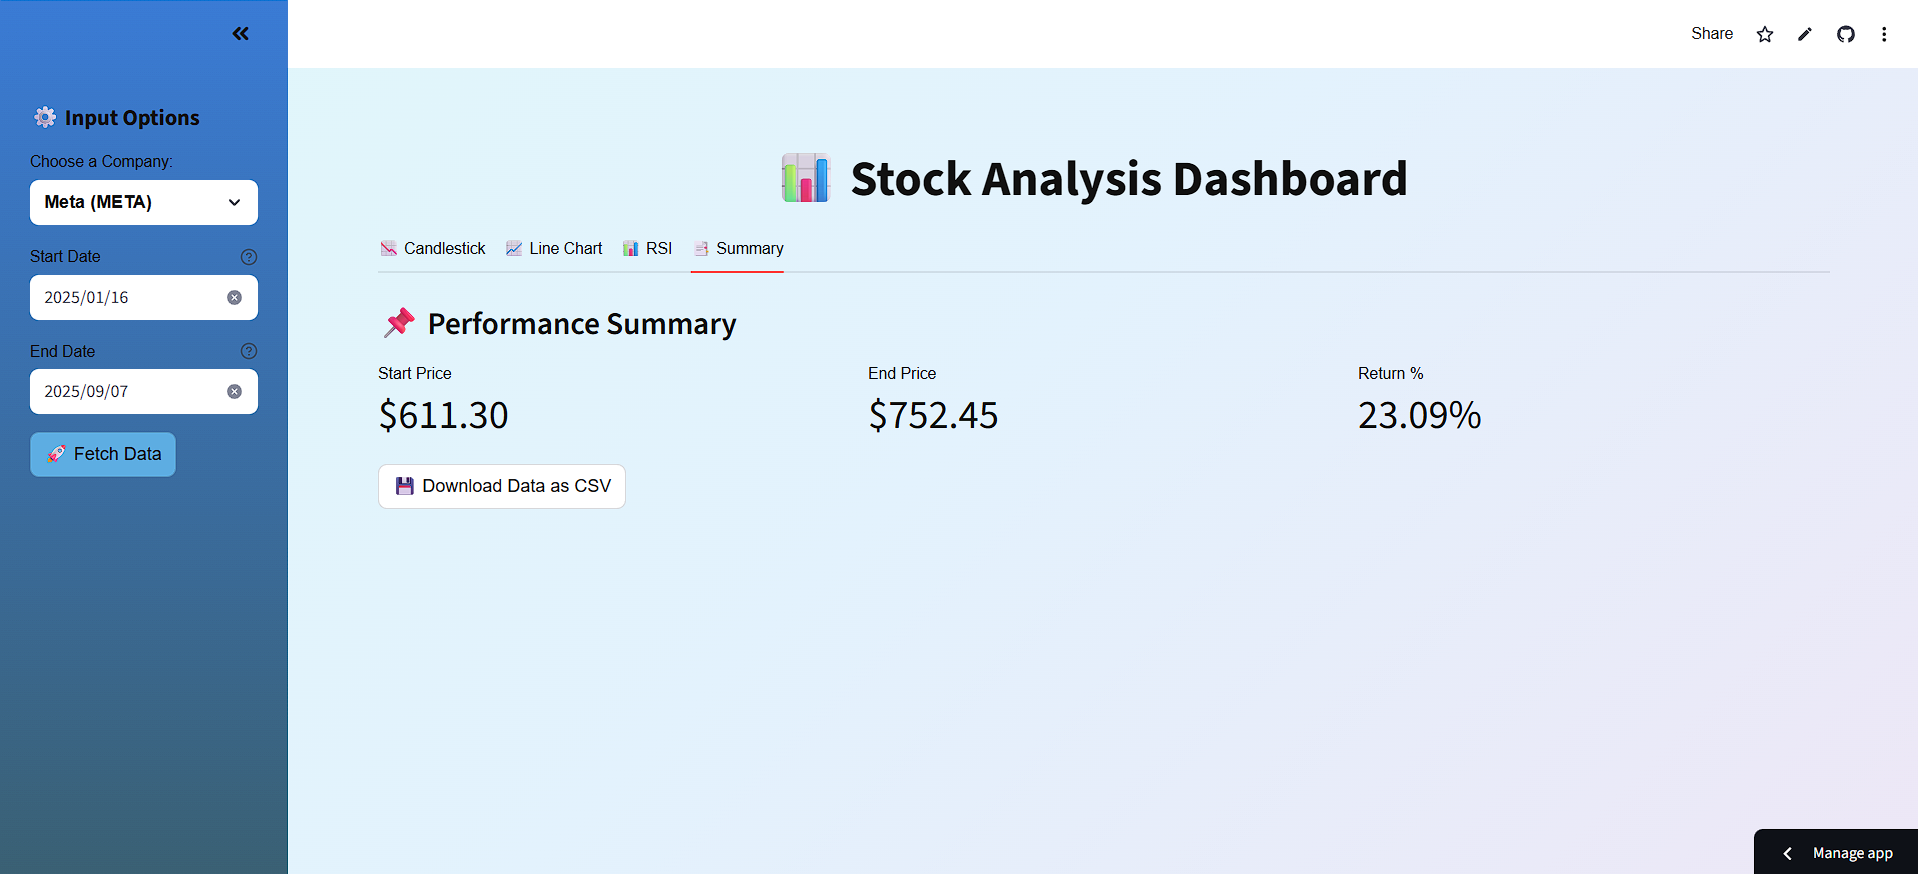 Share
Input Options
Choose a Company:
Meta (META)
Start Date
2025/01/16
End Date
2025/09/07
Fetch Data
Stock Analysis Dashboard
Candlestick Line Chart RSI Summary
Performance Summary
Start Price End Price Return %
$611.30 $752.45 23.09%
Download Data as CSV
Manage app